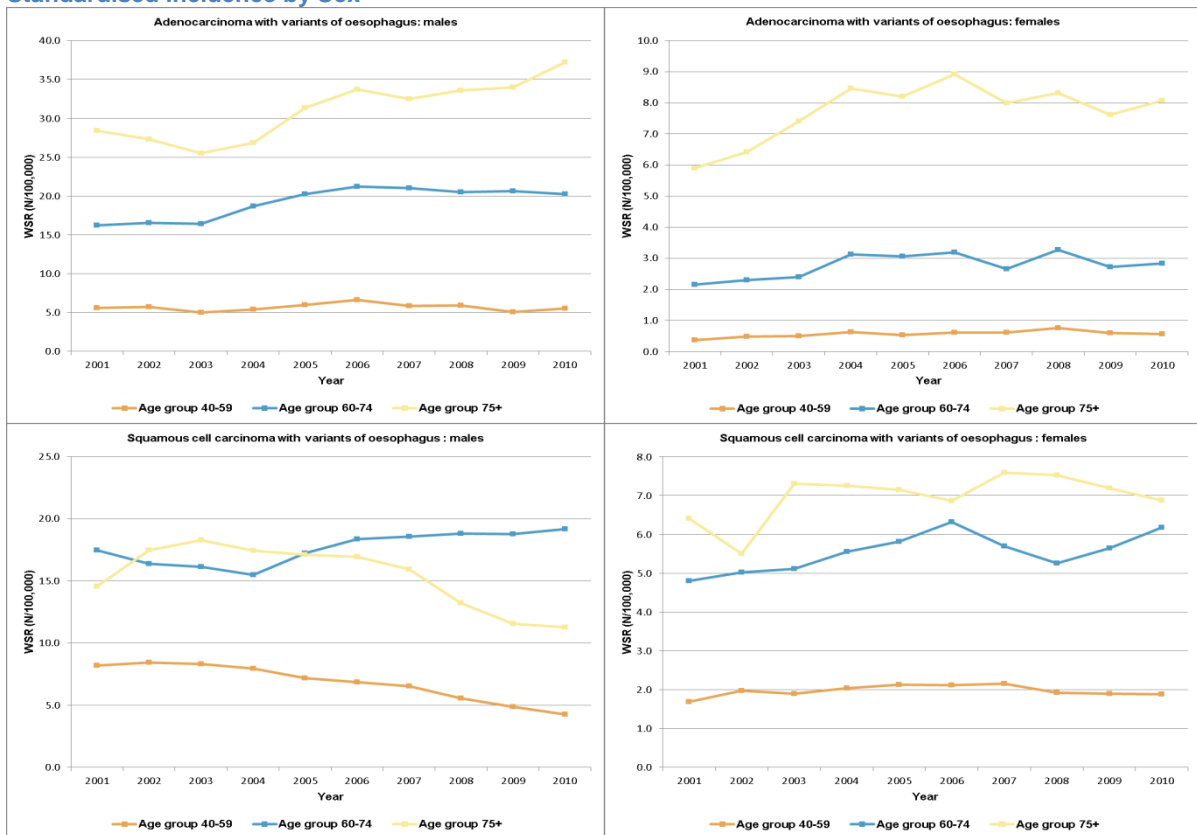 Standardised Incidence by Sex
Adenocarcinoma with variants of oesophagus: males
40.0
35.0
30.0
25.0
20.0
15.0
10.0
5.0
0.0
WSR (N/100,000)
2001 2002 2003 2004 2005 2006 2007 2008 2009 2010
Year
Age group 40-59 Age group 60-74 Age group 75+
Adenocarcinoma with variants of oesophagus: females
10.0
9.0
8.0
7.0
6.0
5.0
4.0
3.0
2.0
1.0
0.0
WSR (N/100,000)
2001 2002 2003 2004 2005 2006 2007 2008 2009 2010
Year
Age group 40-59 Age group 60-74 Age group 75+
Squamous cell carcinoma with variants of oesophagus : males
25.0
20.0
15.0
10.0
5.0
0.0
WSR (N/100,000)
2001 2002 2003 2004 2005 2006 2007 2008 2009 2010
Year
Age group 40-59 Age group 60-74 Age group 75+
Squamous cell carcinoma with variants of oesophagus : females
8.0
7.0
6.0
5.0
4.0
3.0
2.0
1.0
0.0
WSR (N/100,000)
2001 2002 2003 2004 2005 2006 2007 2008 2009 2010
Year
Age group 40-59 Age group 60-74 Age group 75+